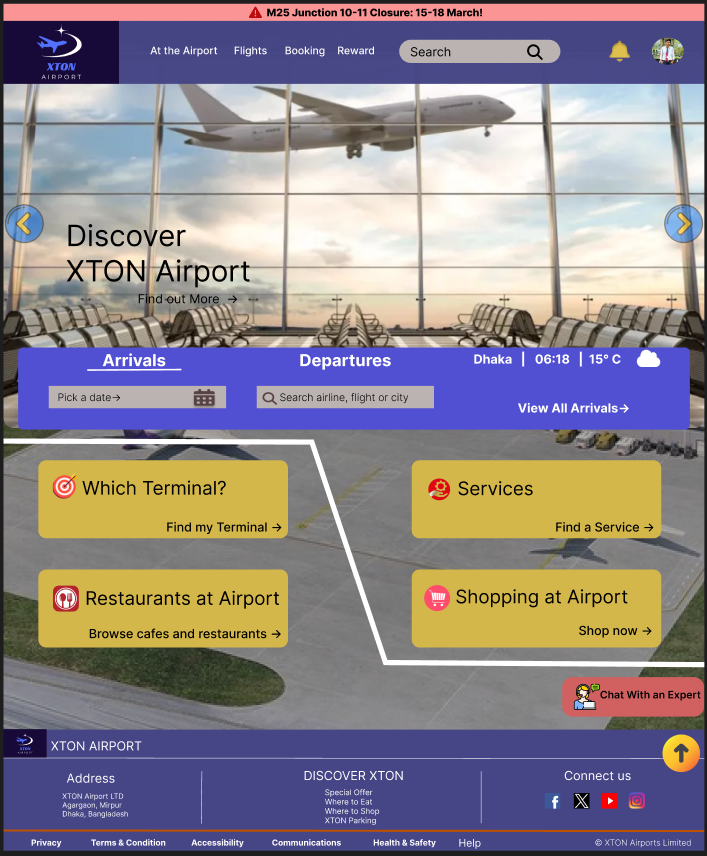 M25 Junction 10-11 Closure: 15-18 March!
XTON
AIRPORT
At the Airport Flights Booking Reward Search
Discover
XTON Airport
Find out More →
Arrivals Departures Dhaka | 06:18 | 15° C
Pick a date→ Search airline, flight or city
View All Arrivals→
Which Terminal?
Find my Terminal →
Services
Find a Service →
Restaurants at Airport
Browse cafes and restaurants →
Shopping at Airport
Shop now →
Chat With an Expert
XTON
AIRPORT
XTON AIRPORT
Address
XTON Airport LTD
Agargaon, Mirpur
Dhaka, Bangladesh
DISCOVER XTON
Special Offer
Where to Eat
Where to Shop
XTON Parking
Connect us
Privacy Terms & Condition Accessibility Communications Health & Safety Help © XTON Airports Limited